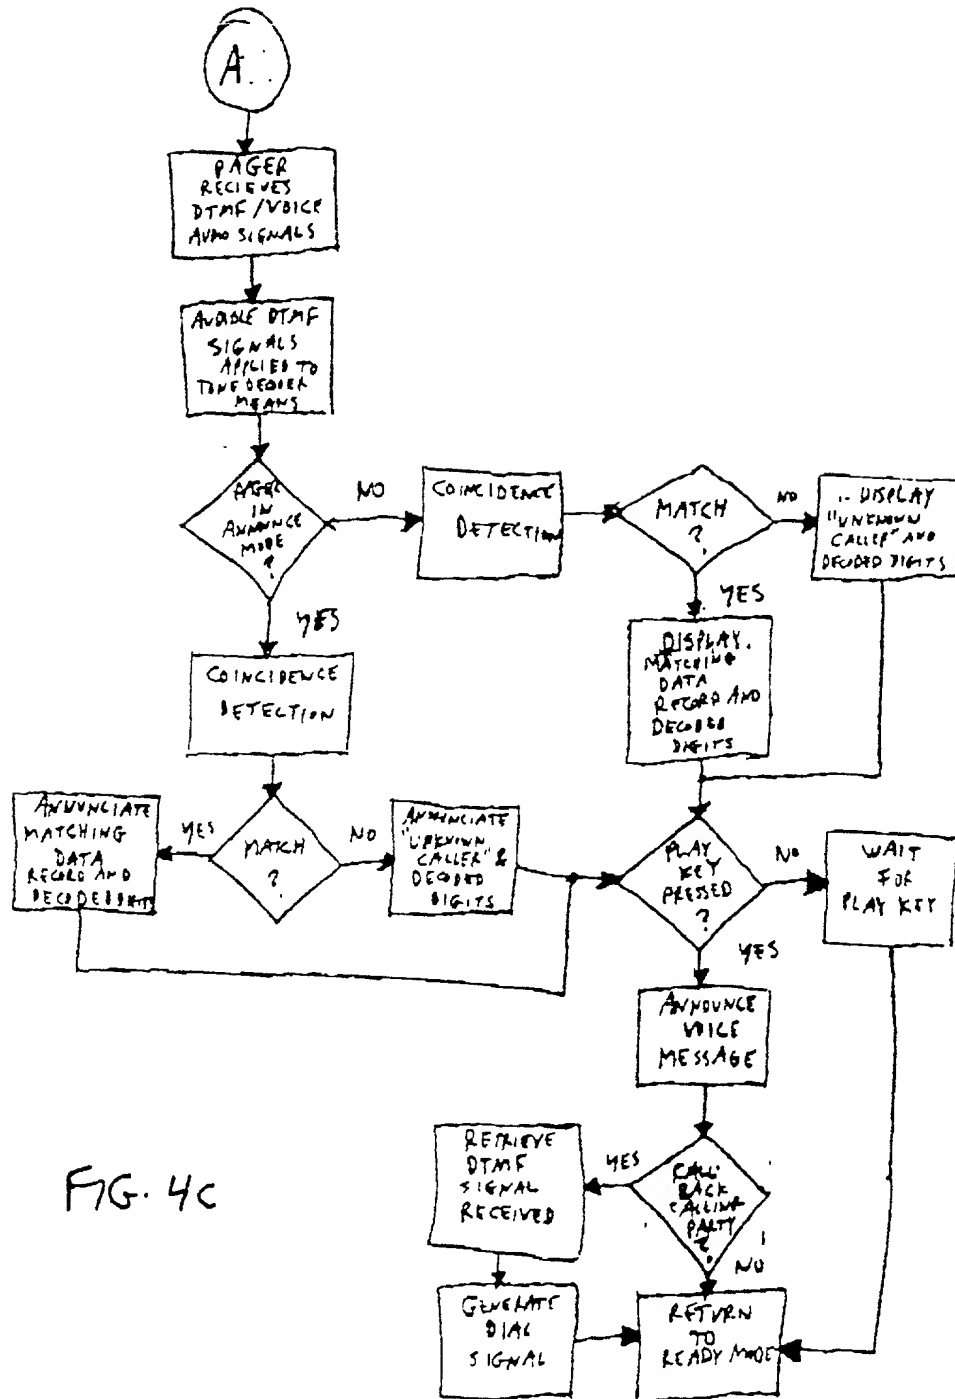 A
PAGER
RECIEVES
DTMF/VOICE
AUDIO SIGNALS
AUDIBLE DTMF
SIGNALS
APPLIED TO
TONE DECODER
MEANS
PAGER
IN
ANNOUNCE
MODE
?
NO
COINCIDENCE
DETECTION
MATCH
?
NO
DISPLAY
"UNKNOWN
CALLER" AND
DECODED DIGITS
YES
YES
COINCIDENCE
DETECTION
DISPLAY
MATCHING
DATA
RECORD AND
DECODED
DIGITS
ANNUNCIATE
MATCHING
DATA
RECORD AND
DECODED DIGITS
YES
MATCH
?
NO
ANNUNCIATE
"UNKNOWN
CALLER" &
DECODED
DIGITS
PLAY
KEY
PRESSED
?
NO
WAIT
FOR
PLAY KEY
YES
ANNOUNCE
VOICE
MESSAGE
RETRIEVE
DTMF
SIGNAL
RECEIVED
YES
CALL
BACK
CALLING
PARTY
?
NO
GENERATE
DIAL
SIGNAL
RETURN
TO
READY MODE
FIG. 4c